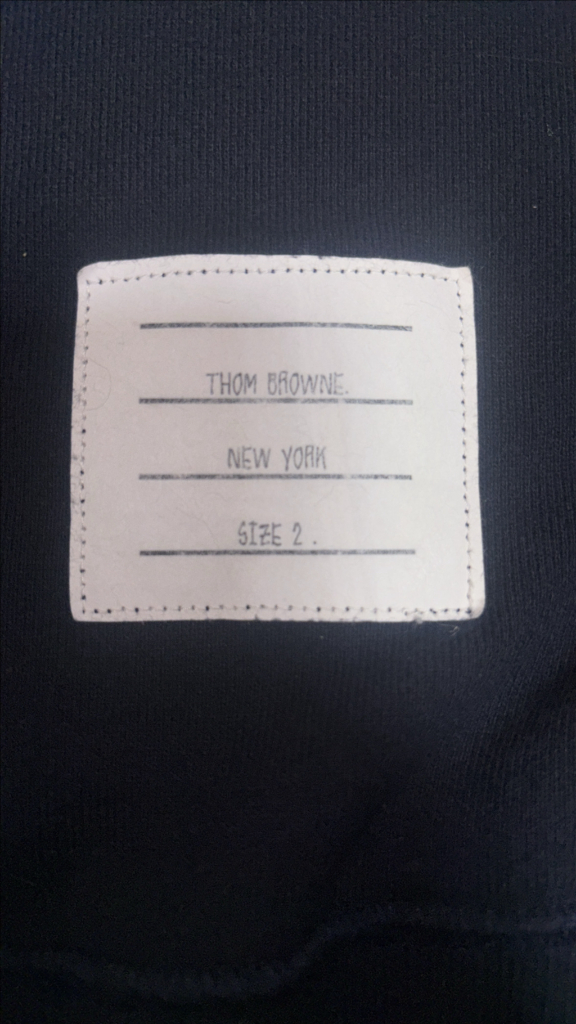 THOM BROWNE.
NEW YORK
SIZE 2 .